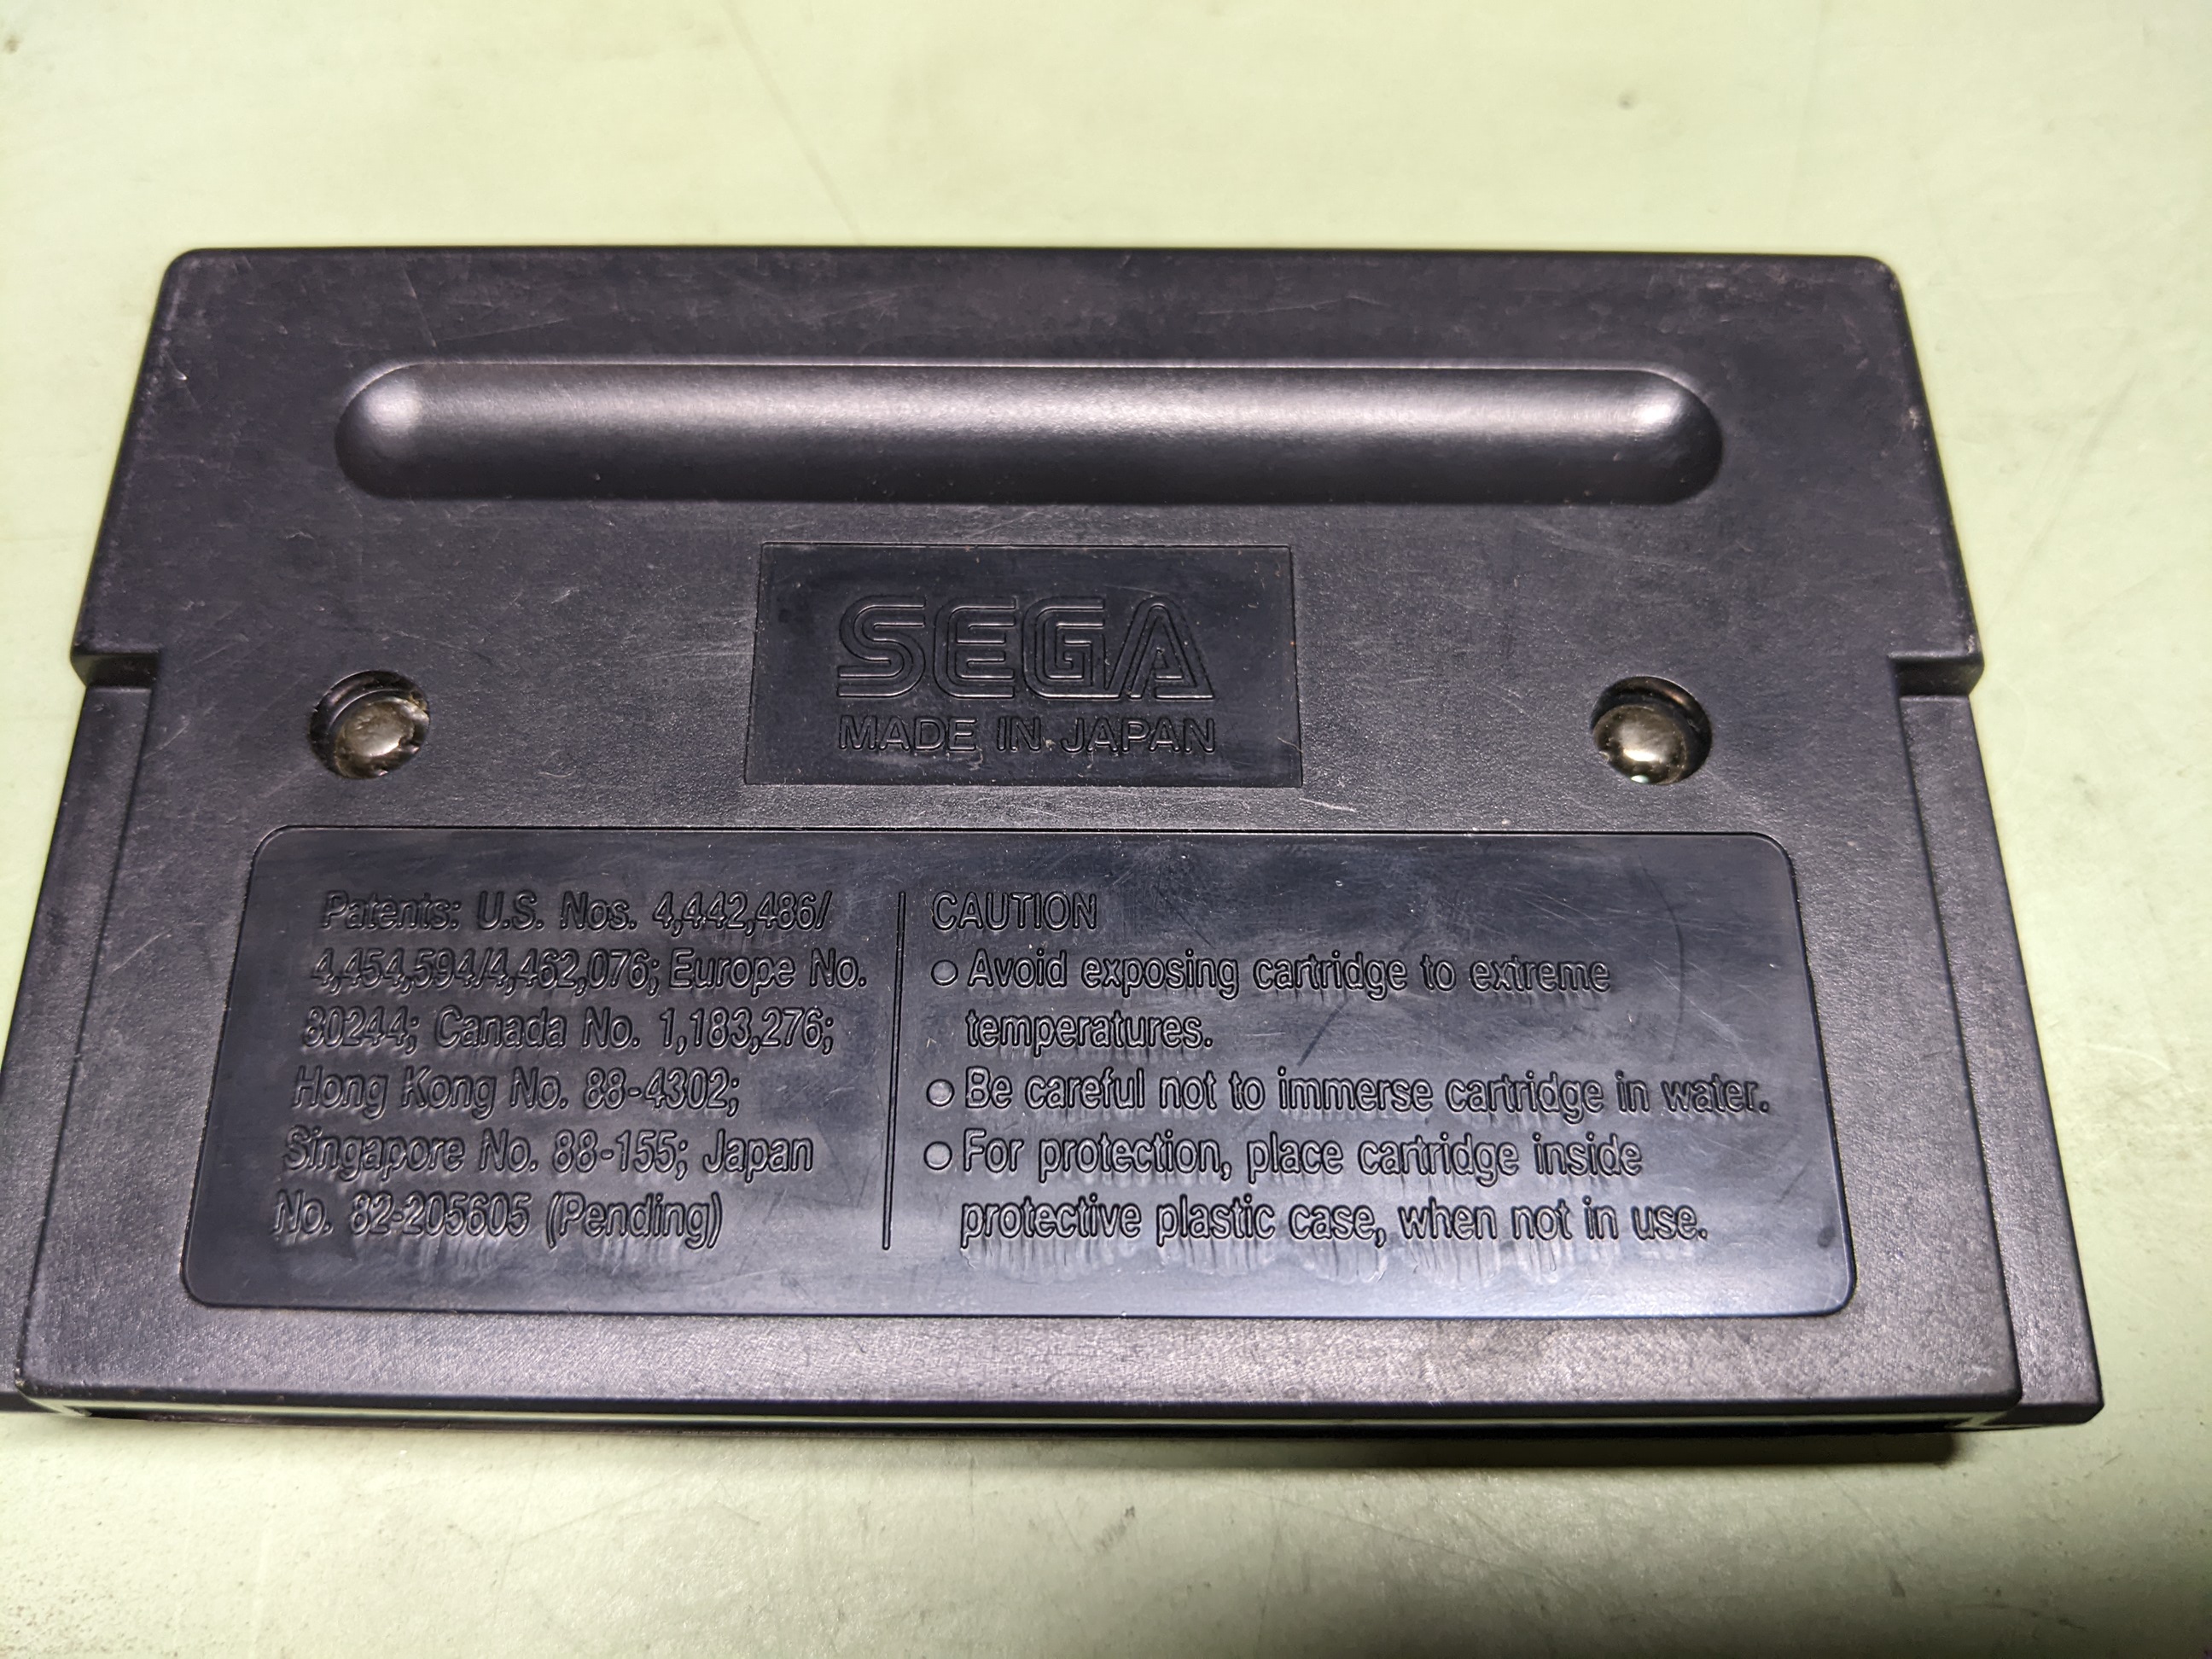 SEGA
MADE IN JAPAN
Patents: U.S. Nos. 4,442,486/
4,454,594/4,462,076; Europe No.
80244; Canada No. 1,183,276;
Hong Kong No. 88-4302;
Singapore No. 88-155; Japan
No. 82-205605 (Pending)
CAUTION
○ Avoid exposing cartridge to extreme
temperatures.
○ Be careful not to immerse cartridge in water.
○ For protection, place cartridge inside
protective plastic case, when not in use.